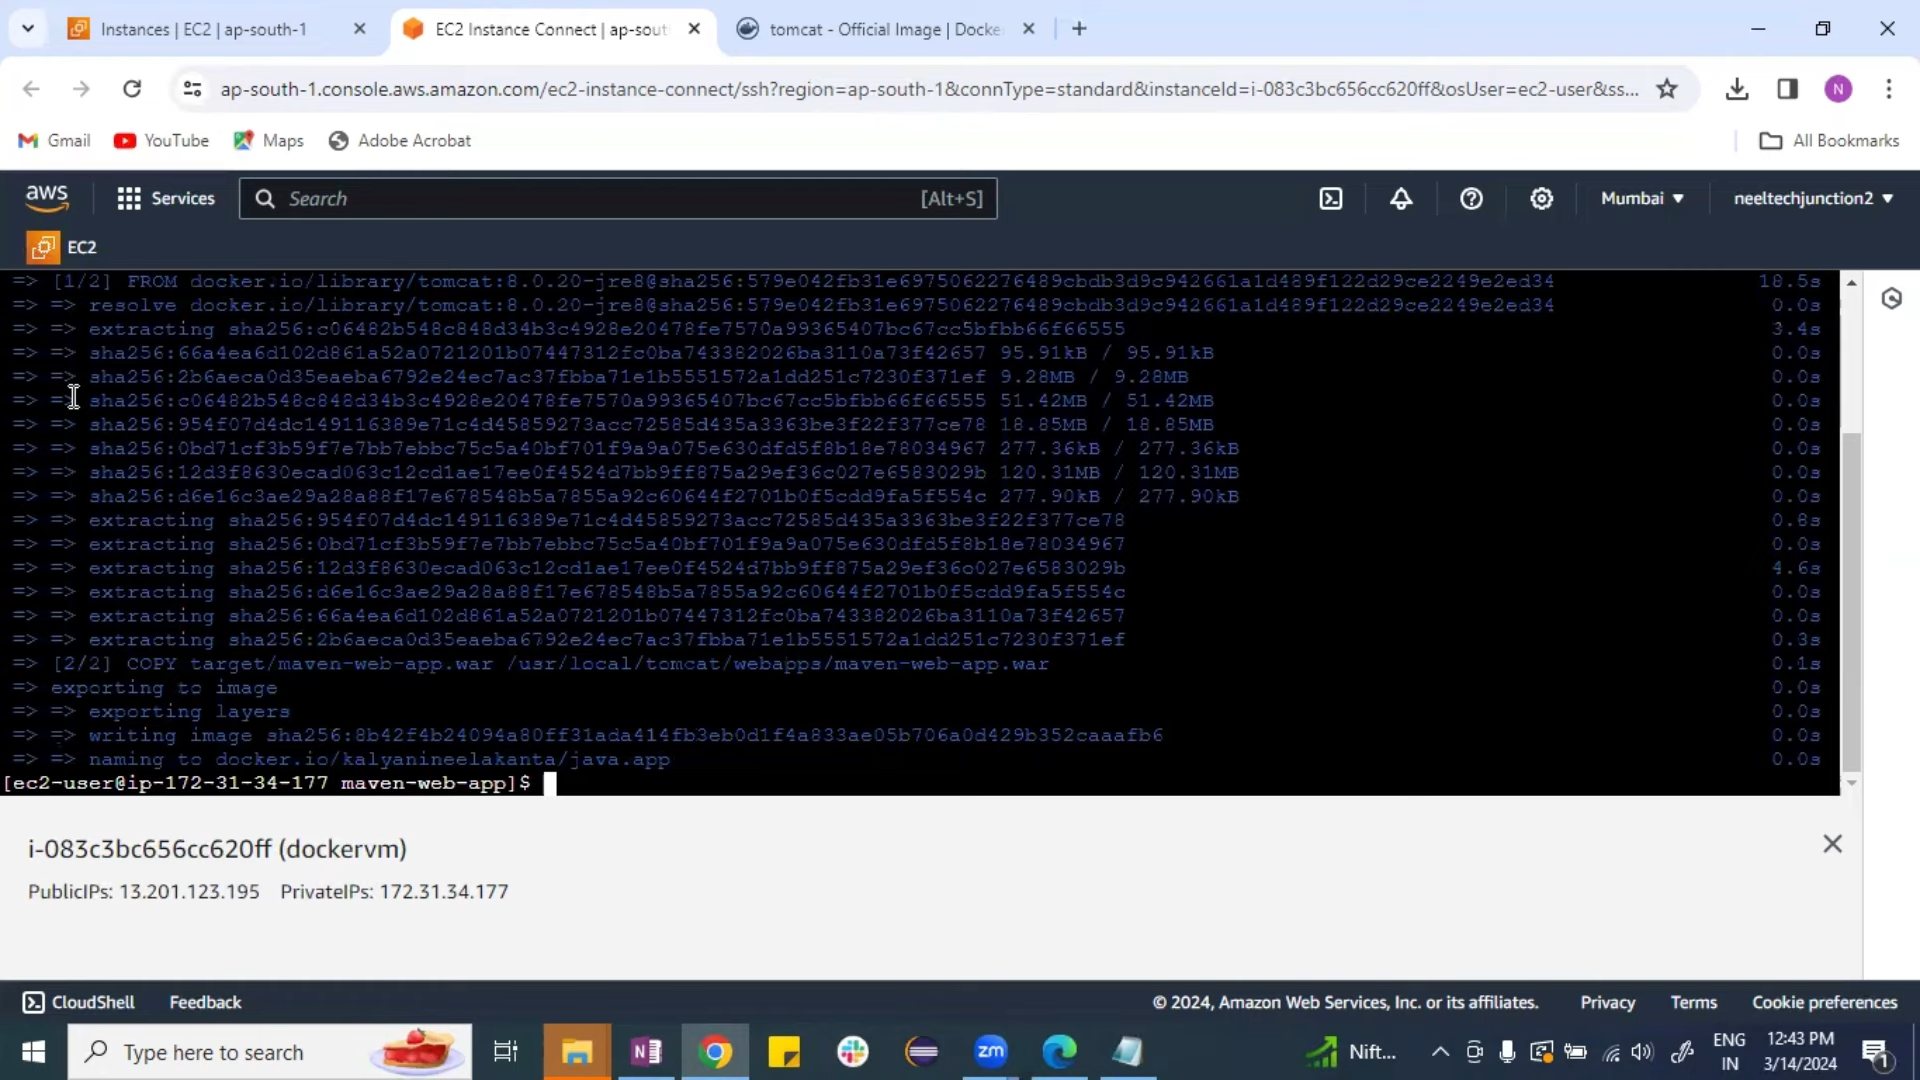 Instances | EC2 | ap-south-1
EC2 Instance Connect | ap-sout
tomcat - Official Image | Docke
ap-south-1.console.aws.amazon.com/ec2-instance-connect/ssh?region=ap-south-1&connType=standard&instanceId=i-083c3bc656cc620ff&osUser=ec2-user&ss...
N
Gmail
YouTube
Maps
Adobe Acrobat
All Bookmarks
aws
Services
Search
[Alt+S]
Mumbai
neeltechjunction2
EC2
=> [1/2] FROM docker.io/library/tomcat:8.0.20-jre8@sha256:579e042fb31e6975062276489cbdb3d9c942661a1d489f122d29ce2249e2ed34 18.5s
=> => resolve docker.io/library/tomcat:8.0.20-jre8@sha256:579e042fb31e6975062276489cbdb3d9c942661a1d489f122d29ce2249e2ed34 0.0s
=> => extracting sha256:c06482b548c848d34b3c4928e20478fe7570a99365407bc67cc5bfbb66f66555 3.4s
=> => sha256:66a4ea6d102d861a52a0721201b07447312fc0ba743382026ba3110a73f42657 95.91kB / 95.91kB 0.0s
=> => sha256:2b6aeca0d35eaeba6792e24ec7ac37fbba71e1b5551572a1dd251c7230f371ef 9.28MB / 9.28MB 0.0s
=> => sha256:c06482b548c848d34b3c4928e20478fe7570a99365407bc67cc5bfbb66f66555 51.42MB / 51.42MB 0.0s
=> => sha256:954f07d4dc149116389e71c4d45859273acc72585d435a3363be3f22f377ce78 18.85MB / 18.85MB 0.0s
=> => sha256:0bd71cf3b59f7e7bb7ebbc75c5a40bf701f9a9a075e630dfd5f8b18e78034967 277.36kB / 277.36kB 0.0s
=> => sha256:12d3f8630ecad063c12cd1ae17ee0f4524d7bb9ff875a29ef36c027e6583029b 120.31MB / 120.31MB 0.0s
=> => sha256:d6e16c3ae29a28a88f17e678548b5a7855a92c60644f2701b0f5cdd9fa5f554c 277.90kB / 277.90kB 0.0s
=> => extracting sha256:954f07d4dc149116389e71c4d45859273acc72585d435a3363be3f22f377ce78 0.8s
=> => extracting sha256:0bd71cf3b59f7e7bb7ebbc75c5a40bf701f9a9a075e630dfd5f8b18e78034967 0.0s
=> => extracting sha256:12d3f8630ecad063c12cd1ae17ee0f4524d7bb9ff875a29ef36c027e6583029b 4.6s
=> => extracting sha256:d6e16c3ae29a28a88f17e678548b5a7855a92c60644f2701b0f5cdd9fa5f554c 0.0s
=> => extracting sha256:66a4ea6d102d861a52a0721201b07447312fc0ba743382026ba3110a73f42657 0.0s
=> => extracting sha256:2b6aeca0d35eaeba6792e24ec7ac37fbba71e1b5551572a1dd251c7230f371ef 0.3s
=> [2/2] COPY target/maven-web-app.war /usr/local/tomcat/webapps/maven-web-app.war 0.1s
=> exporting to image 0.0s
=> => exporting layers 0.0s
=> => writing image sha256:8b42f4b24094a80ff31ada414fb3eb0d1f4a833ae05b706a0d429b352caaafb6 0.0s
=> => naming to docker.io/kalyanineelakanta/java.app 0.0s
[ec2-user@ip-172-31-34-177 maven-web-app]$
i-083c3bc656cc620ff (dockervm)
PublicIPs: 13.201.123.195 PrivateIPs: 172.31.34.177
CloudShell
Feedback
© 2024, Amazon Web Services, Inc. or its affiliates.
Privacy
Terms
Cookie preferences
Type here to search
N
zm
Nift...
ENG
IN
12:43 PM
3/14/2024
1